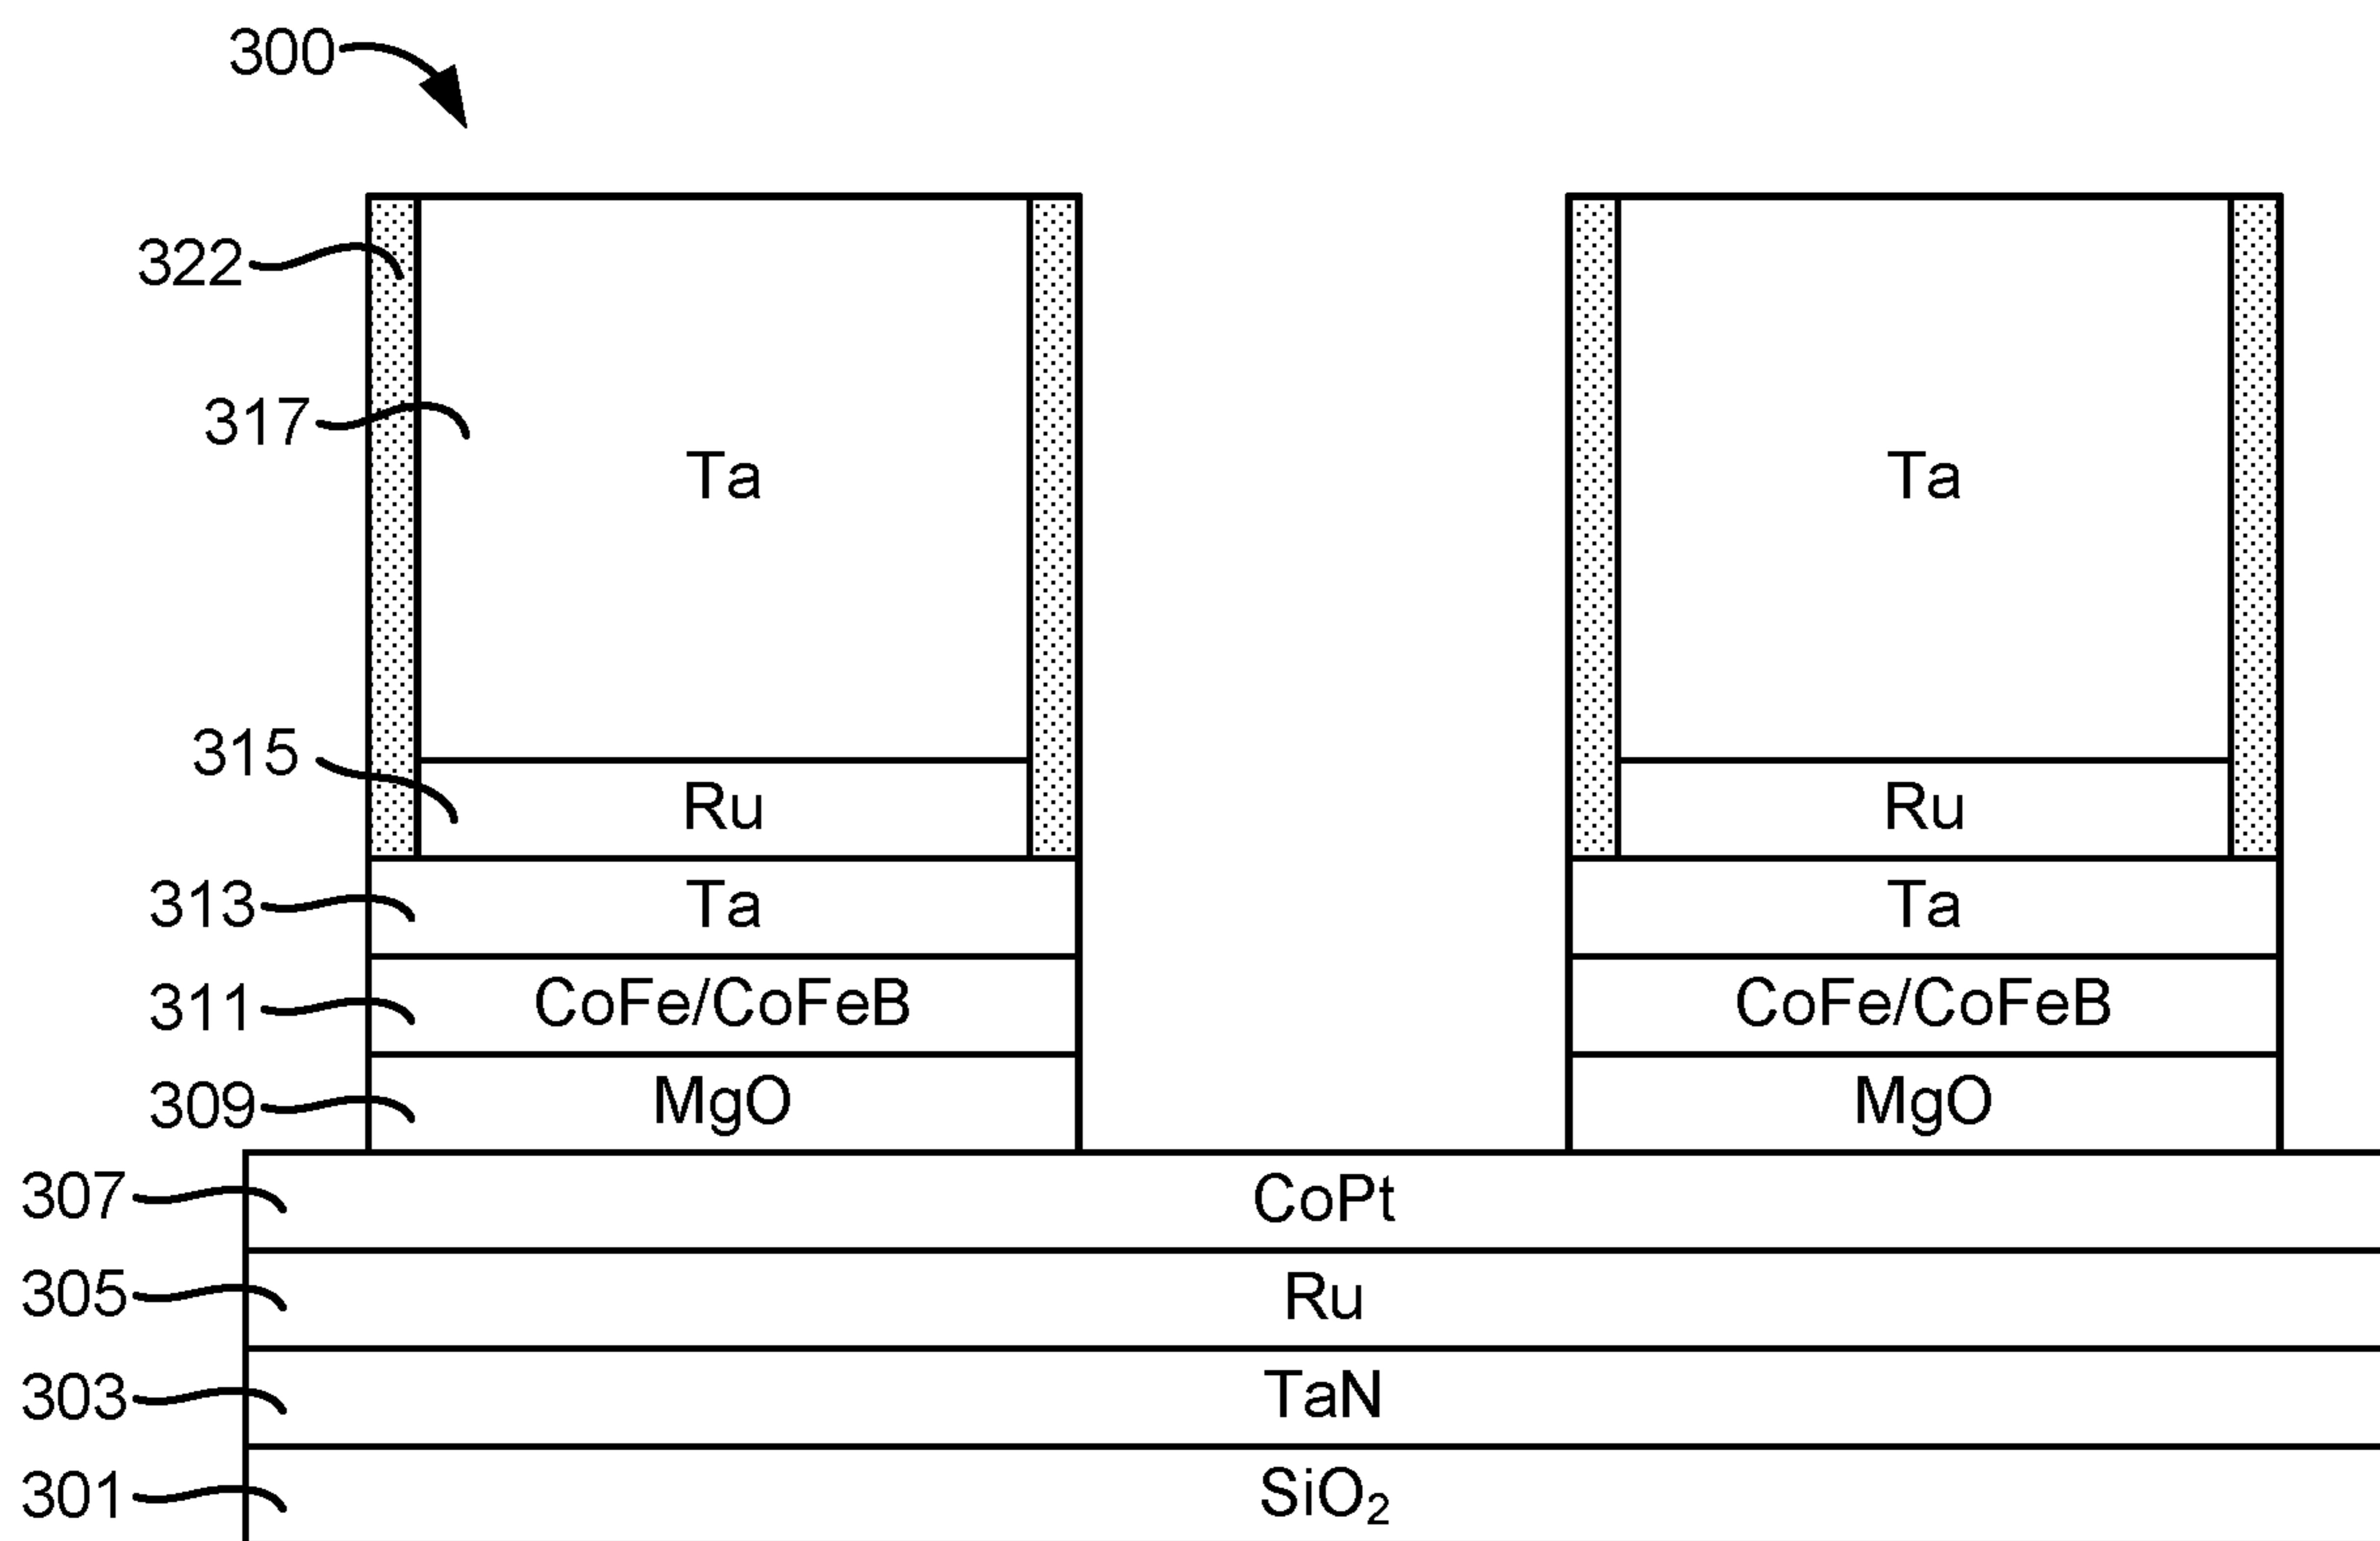 300
322
317
Ta
Ta
315
Ru
Ru
313
Ta
Ta
311
CoFe/CoFeB
CoFe/CoFeB
309
MgO
MgO
307
CoPt
305
Ru
303
TaN
301
SiO₂